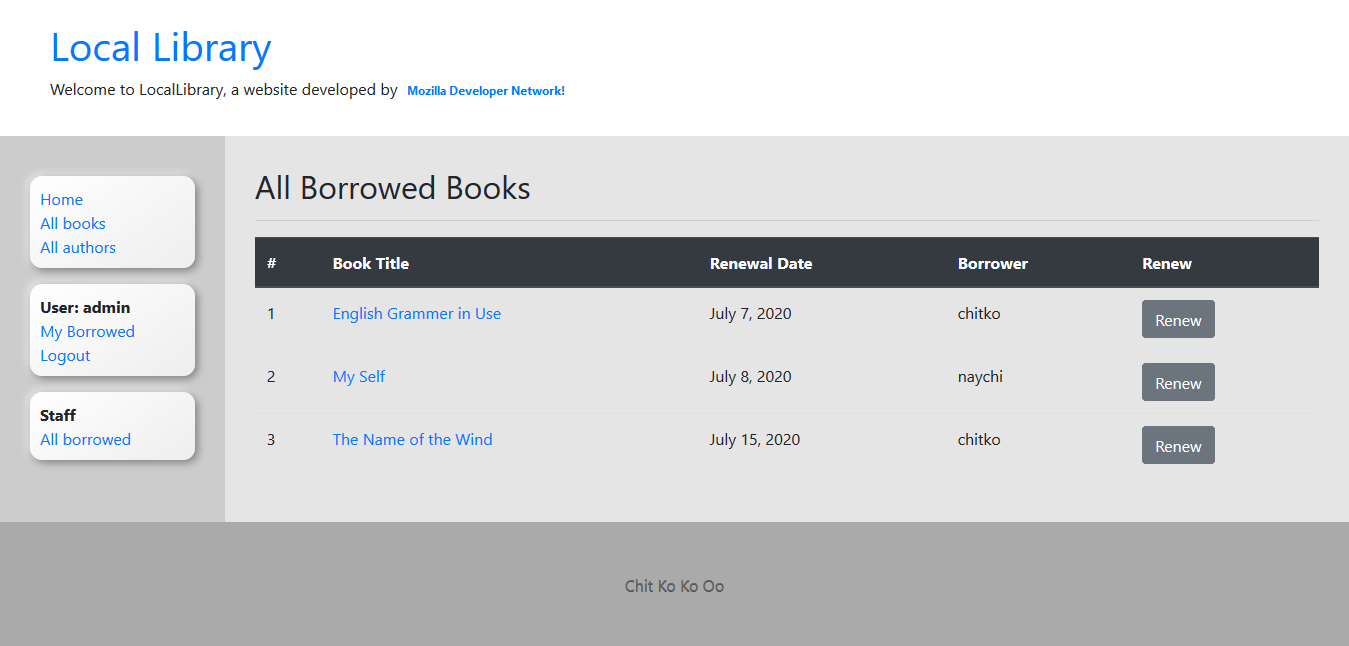 Local Library
Welcome to LocalLibrary, a website developed by Mozilla Developer Network!
Home
All books
All authors
User: admin
My Borrowed
Logout
Staff
All borrowed
All Borrowed Books
# Book Title Renewal Date Borrower Renew
1 English Grammer in Use July 7, 2020 chitko Renew
2 My Self July 8, 2020 naychi Renew
3 The Name of the Wind July 15, 2020 chitko Renew
Chit Ko Ko Oo